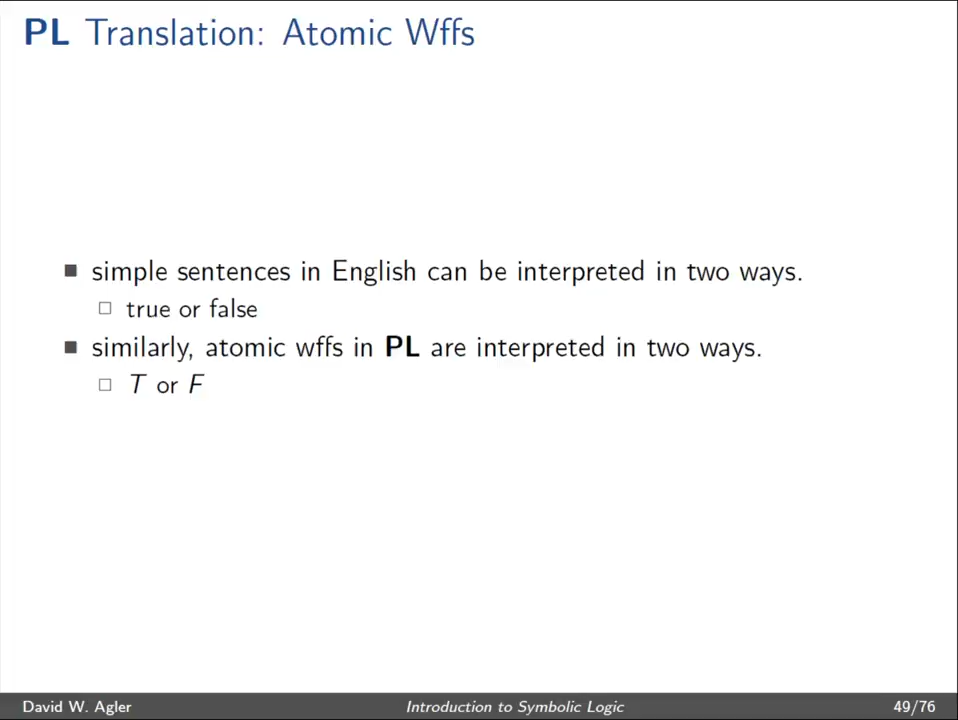 PL Translation: Atomic Wffs
simple sentences in English can be interpreted in two ways.
true or false
similarly, atomic wffs in PL are interpreted in two ways.
T or F
David W. Agler Introduction to Symbolic Logic 49/76